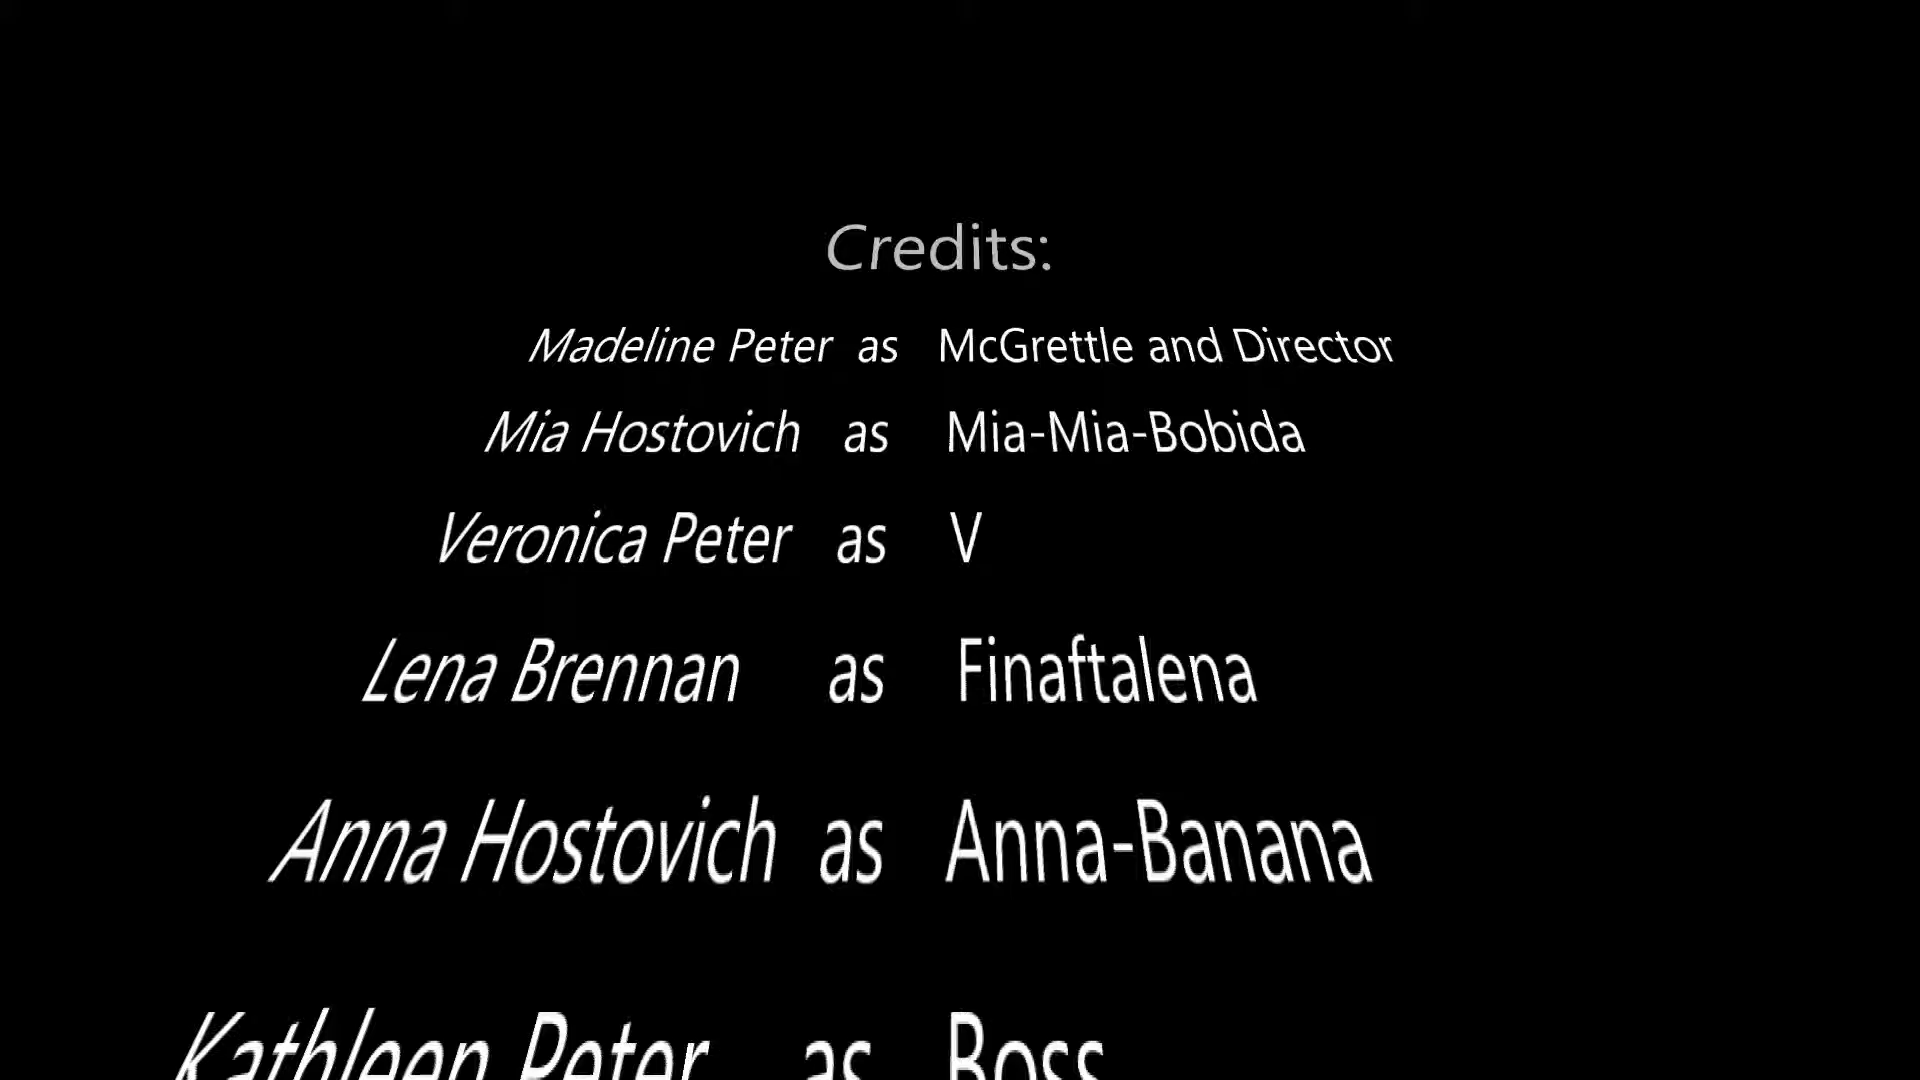 Credits:
Madeline Peter as McGrettle and Director
Mia Hostovich as Mia-Mia-Bobida
Veronica Peter as V
Lena Brennan as Finaftalena
Anna Hostovich as Anna-Banana
Kathleen Peter as Boss